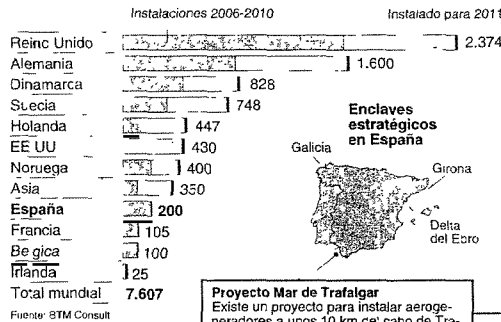 Instalaciones 2006-2010
Instalado para 2011
Reino Unido 2.374
Alemania 1.600
Dinamarca 828
Suecia 748
Holanda 447
EE UU 430
Noruega 400
Asia 350
España 200
Francia 105
Belgica 100
Irlanda 25
Total mundial 7.607
Fuente: BTM Consult
Enclaves
estratégicos
en España
Galicia
Girona
Delta
del Ebro
Proyecto Mar de Trafalgar
Existe un proyecto para instalar aeroge-
neradores a unos 10 km del cabo de Tra-